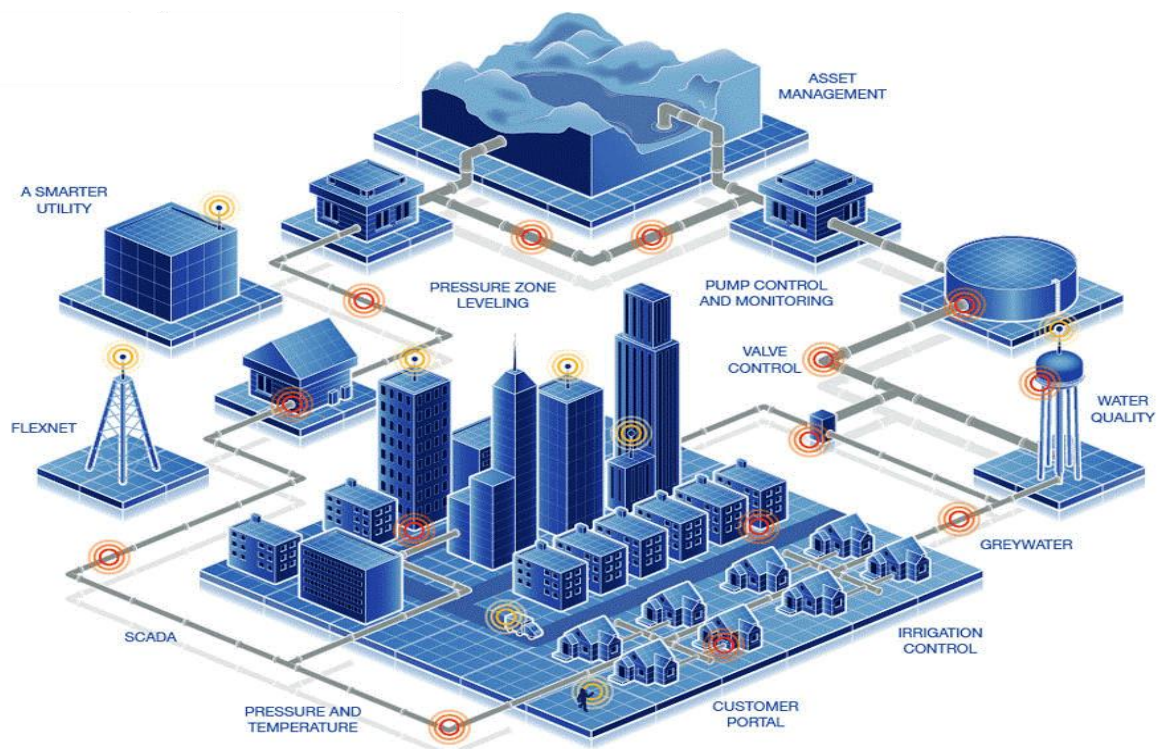 ASSET
MANAGEMENT
A SMARTER
UTILITY
PRESSURE ZONE
LEVELING
PUMP CONTROL
AND MONITORING
VALVE
CONTROL
WATER
QUALITY
FLEXNET
GREYWATER
SCADA
IRRIGATION
CONTROL
PRESSURE AND
TEMPERATURE
CUSTOMER
PORTAL